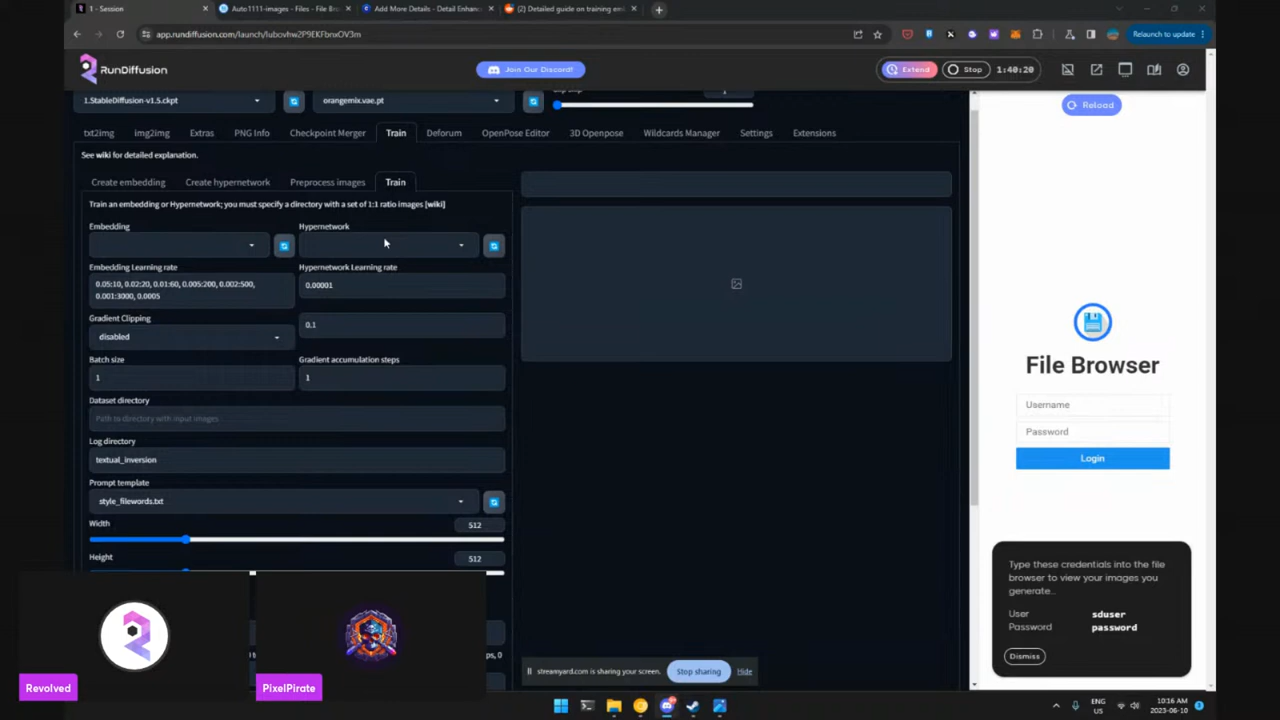 1 - Session
Auto1111-images - Files - File Bro
Add More Details - Detail Enhance
(2) Detailed guide on training em
app.rundiffusion.com/launch/lubovhw2P9EKFbnxOV3m
Relaunch to update
RunDiffusion
Join Our Discord!
Extend
Stop
1:40:20
1.StableDiffusion-v1.5.ckpt
orangemix.vae.pt
Reload
txt2img
img2img
Extras
PNG Info
Checkpoint Merger
Train
Deforum
OpenPose Editor
3D Openpose
Wildcards Manager
Settings
Extensions
See wiki for detailed explanation.
Create embedding
Create hypernetwork
Preprocess images
Train
Train an embedding or Hypernetwork; you must specify a directory with a set of 1:1 ratio images [wiki]
Embedding
Hypernetwork
Embedding Learning rate
Hypernetwork Learning rate
0.05:10, 0.02:20, 0.01:60, 0.005:200, 0.002:500,
0.001:3000, 0.0005
0.00001
Gradient Clipping
disabled
0.1
Batch size
Gradient accumulation steps
1
1
Dataset directory
Path to directory with input images
Log directory
textual_inversion
Prompt template
style_filewords.txt
Width
512
Height
512
File Browser
Username
Password
Login
Type these credentials into the file
browser to view your images you
generate...
User sduser
Password password
Dismiss
ps, 0
Revolved
PixelPirate
streamyard.com is sharing your screen.
Stop sharing
Hide
ENG
US
10:16 AM
2023-06-10